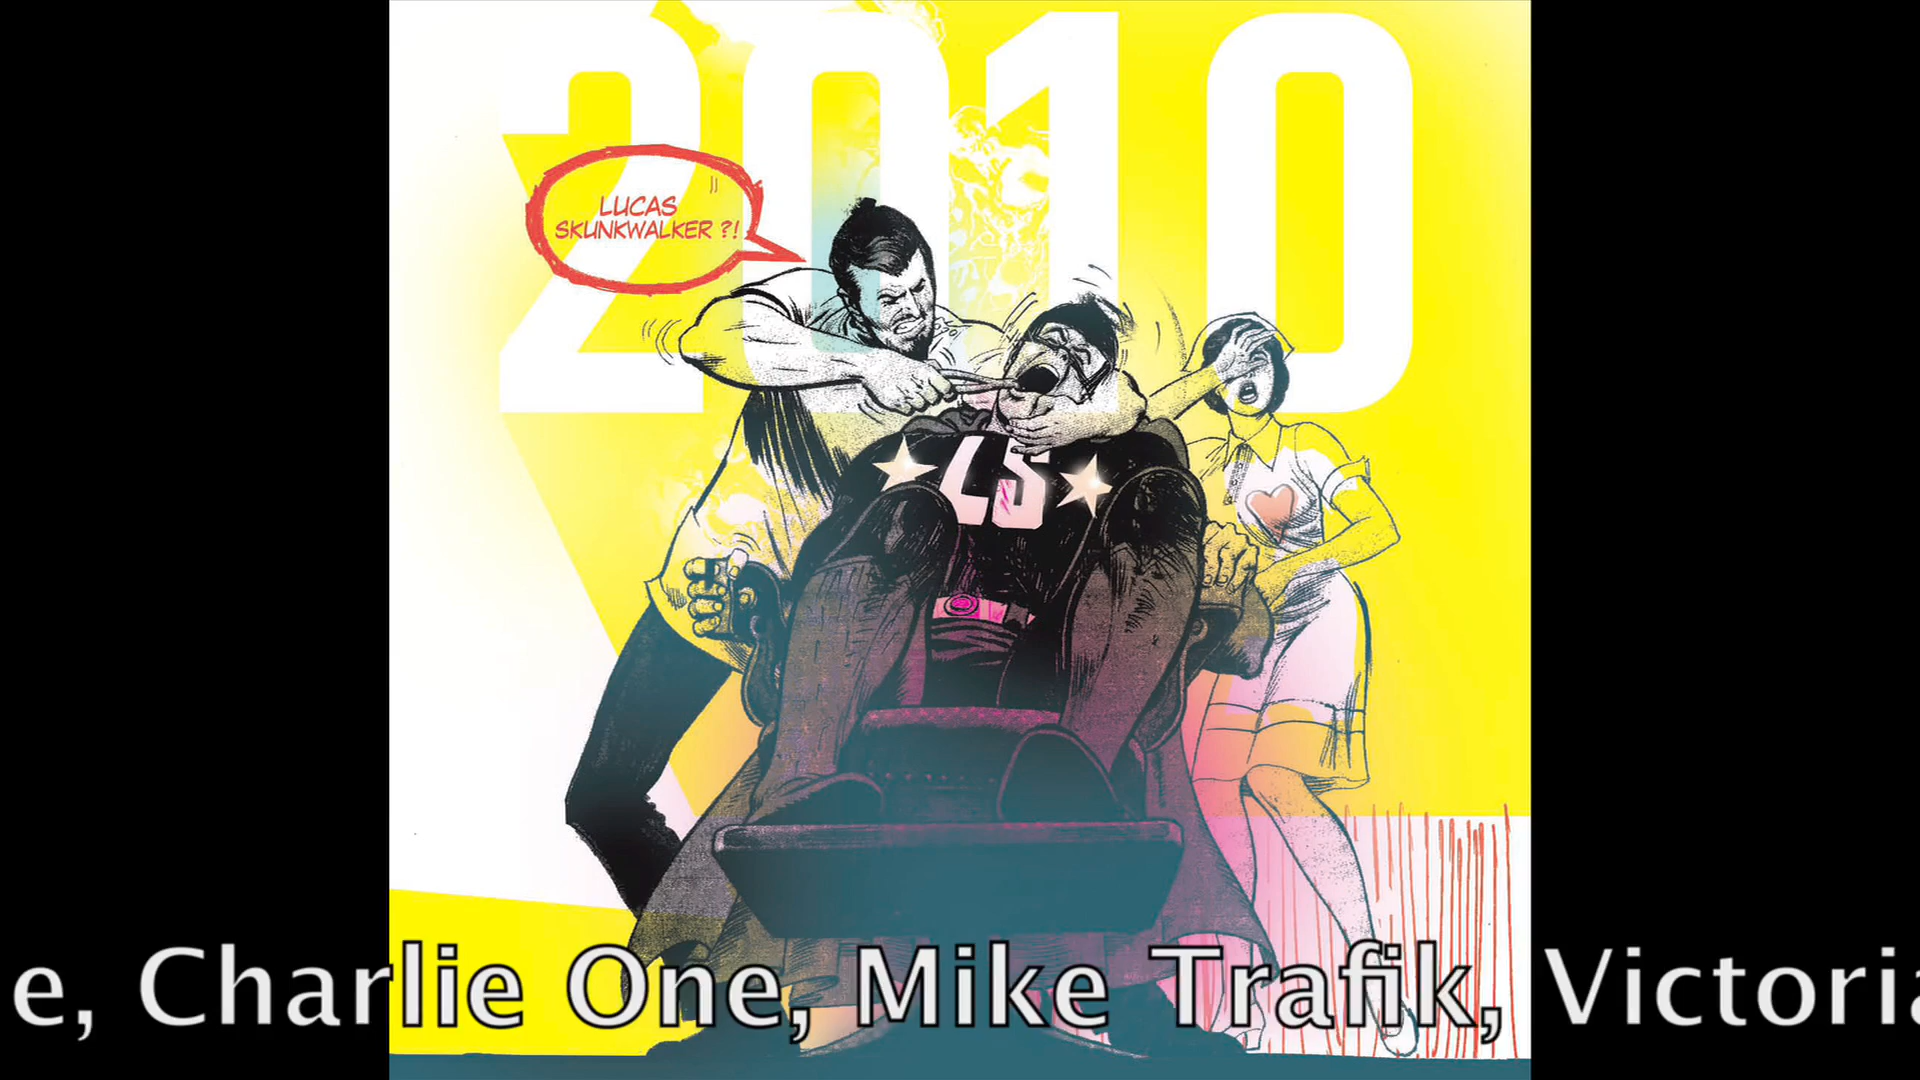 2010
LUCAS
SKUNKWALKER ?!
LS
e, Charlie One, Mike Trafik, Victoria